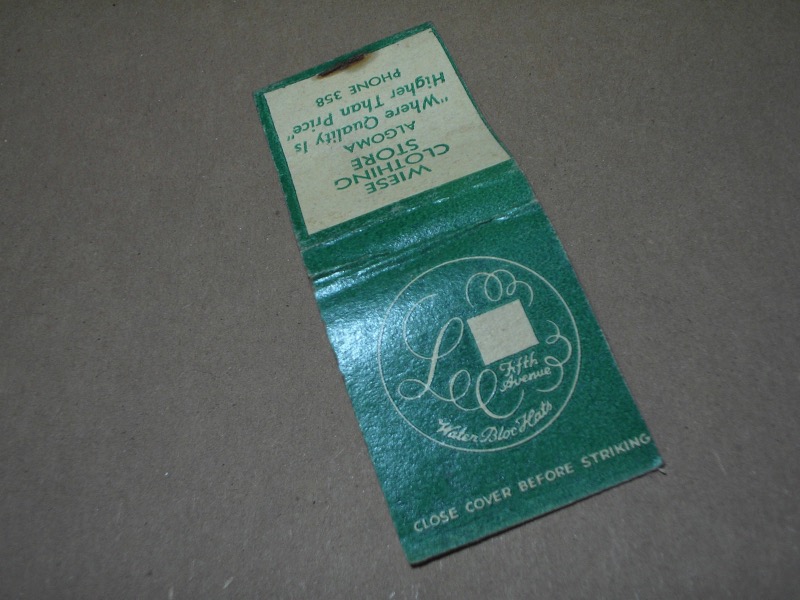 WIESE
CLOTHING
STORE
ALGOMA
"Where Quality Is
Higher Than Price"
PHONE 358
Fifth
Avenue
Water Bloc Hats
CLOSE COVER BEFORE STRIKING